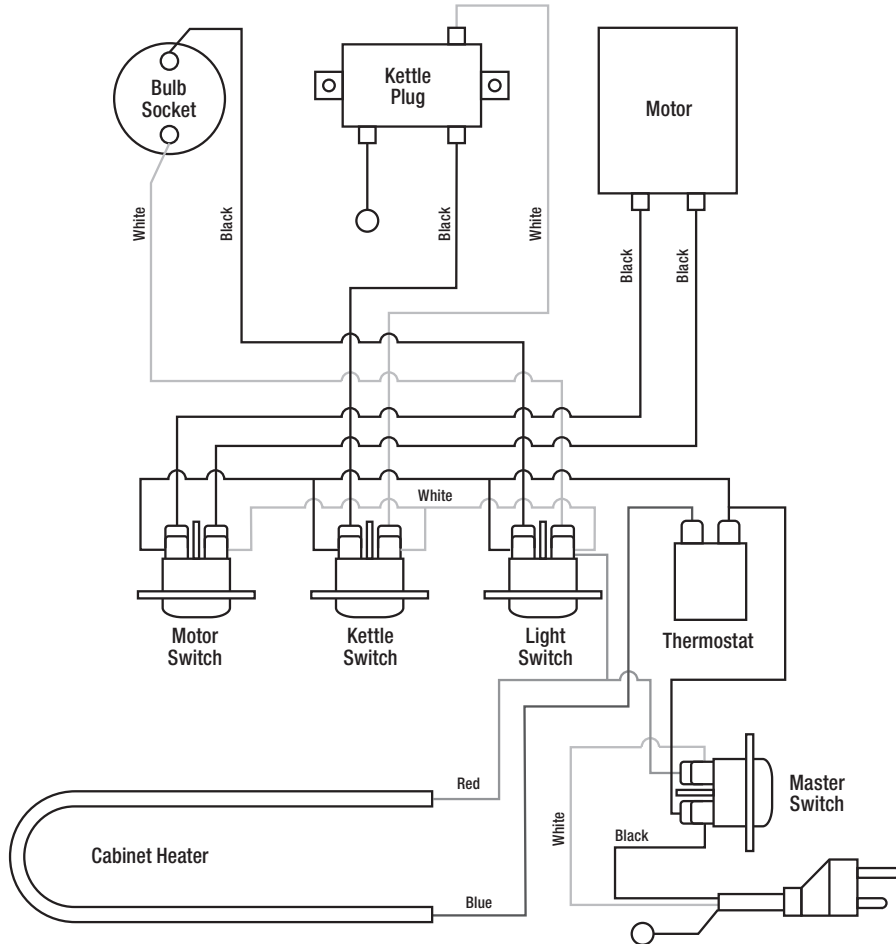 Bulb
Socket
Kettle
Plug
Motor
White
Black
Black
White
Black
Black
White
Motor
Switch
Kettle
Switch
Light
Switch
Thermostat
Red
Master
Switch
White
Black
Cabinet Heater
Blue